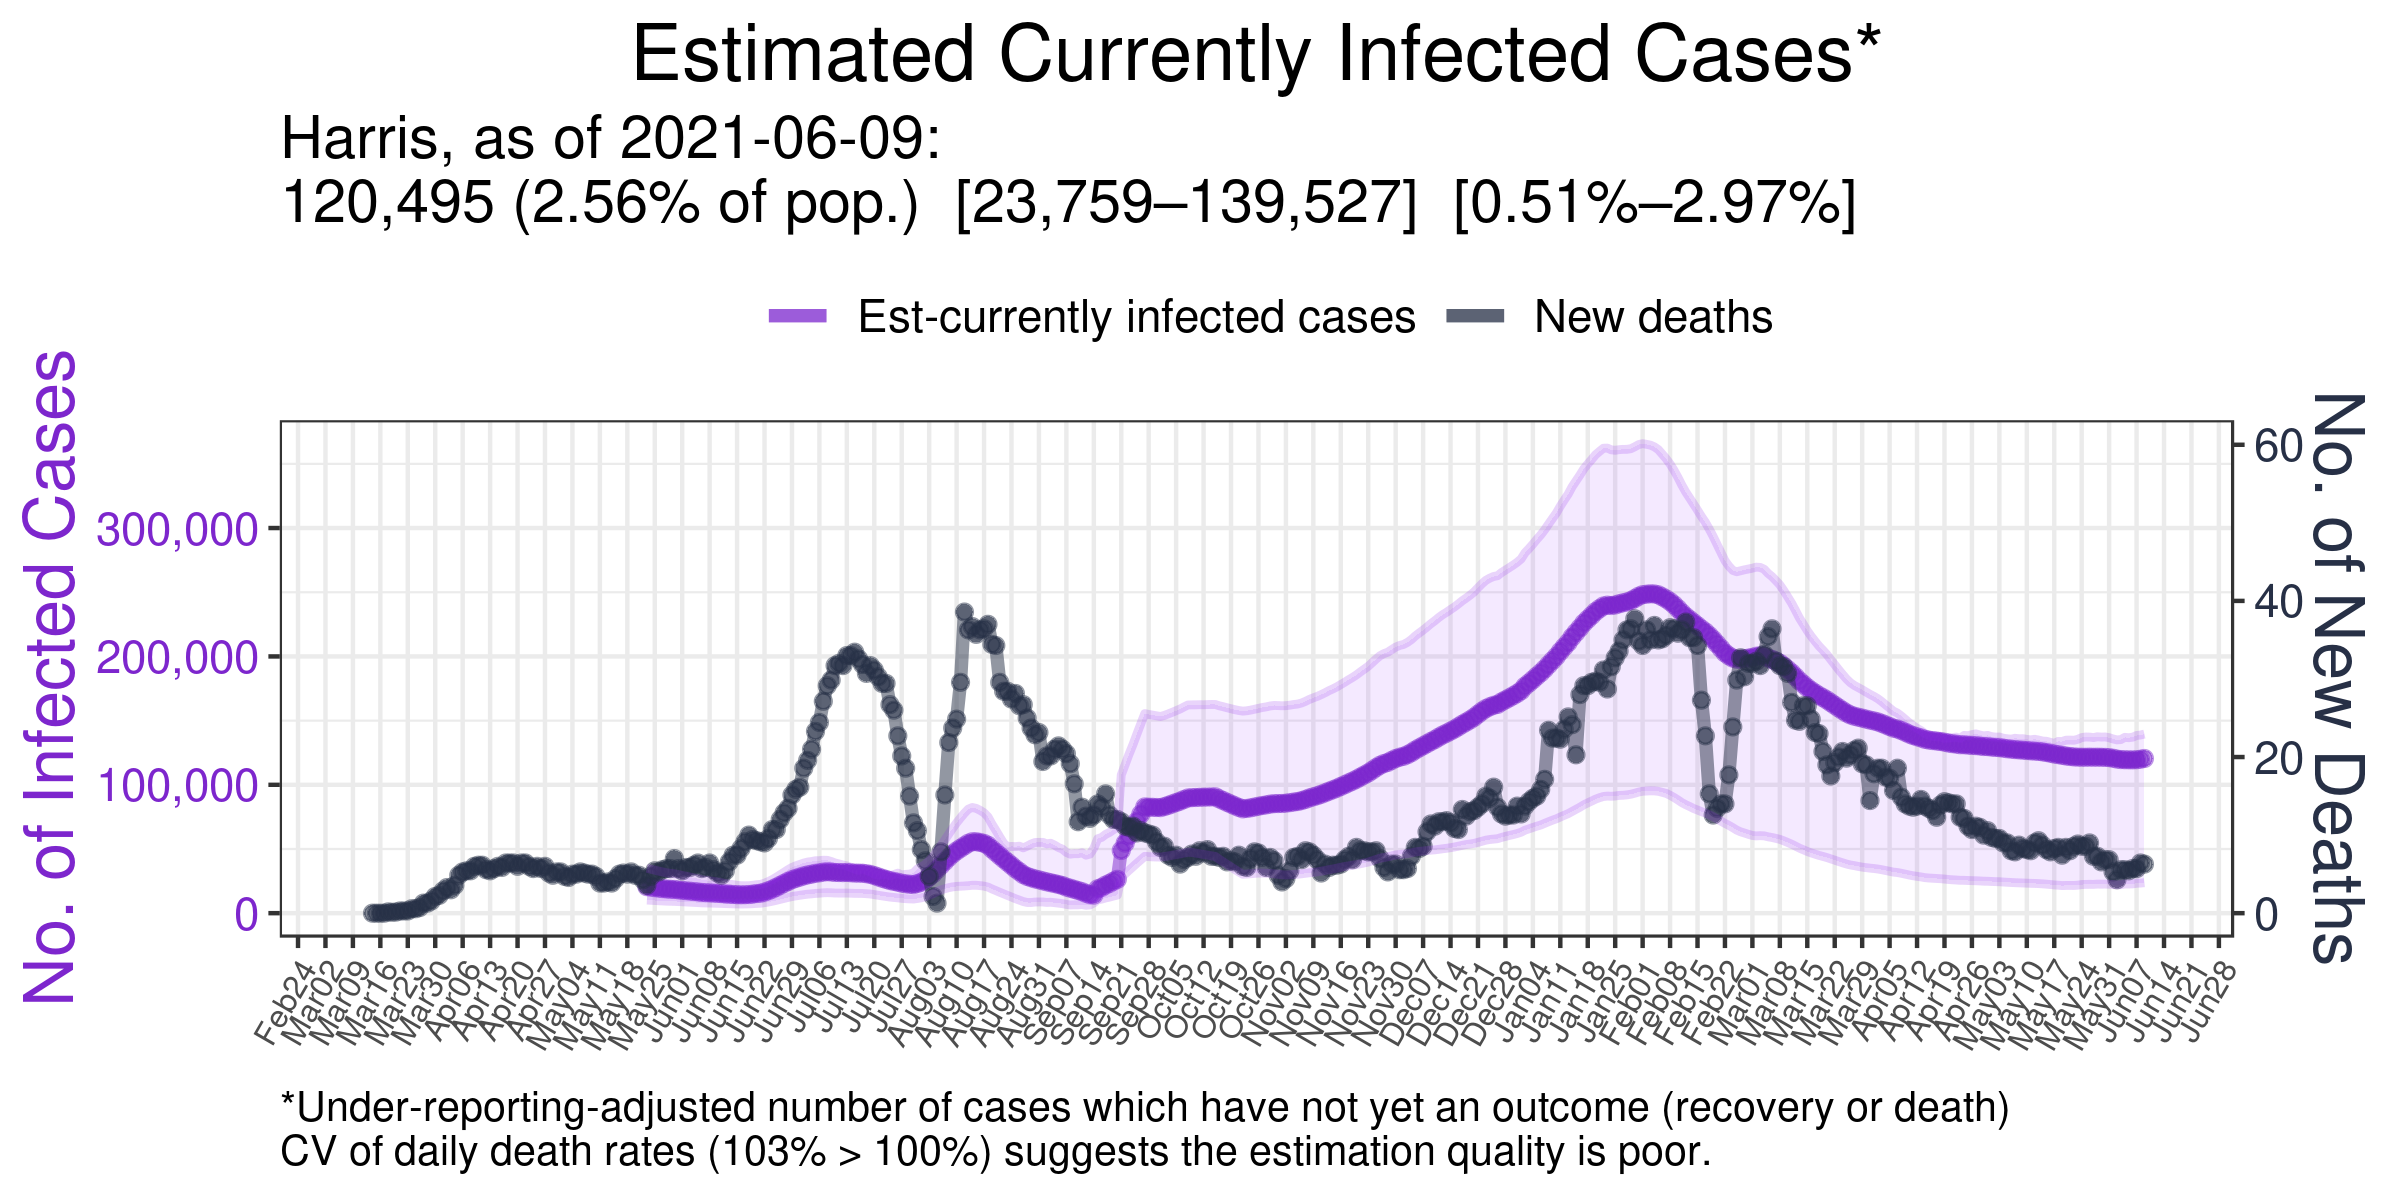 Estimated Currently Infected Cases*
Harris, as of 2021-06-09:
120,495 (2.56% of pop.)  [23,759–139,527]  [0.51%–2.97%]
Est-currently infected cases
New deaths
No. of Infected Cases
300,000
200,000
100,000
0
60
40
20
0
No. of New Deaths
Feb24
Mar02
Mar09
Mar16
Mar23
Mar30
Apr06
Apr13
Apr20
Apr27
May04
May11
May18
May25
Jun01
Jun08
Jun15
Jun22
Jun29
Jul06
Jul13
Jul20
Jul27
Aug03
Aug10
Aug17
Aug24
Aug31
Sep07
Sep14
Sep21
Sep28
Oct05
Oct12
Oct19
Oct26
Nov02
Nov09
Nov16
Nov23
Nov30
Dec07
Dec14
Dec21
Dec28
Jan04
Jan11
Jan18
Jan25
Feb01
Feb08
Feb15
Feb22
Mar01
Mar08
Mar15
Mar22
Mar29
Apr05
Apr12
Apr19
Apr26
May03
May10
May17
May24
May31
Jun07
Jun14
Jun21
Jun28
*Under-reporting-adjusted number of cases which have not yet an outcome (recovery or death)
CV of daily death rates (103% > 100%) suggests the estimation quality is poor.